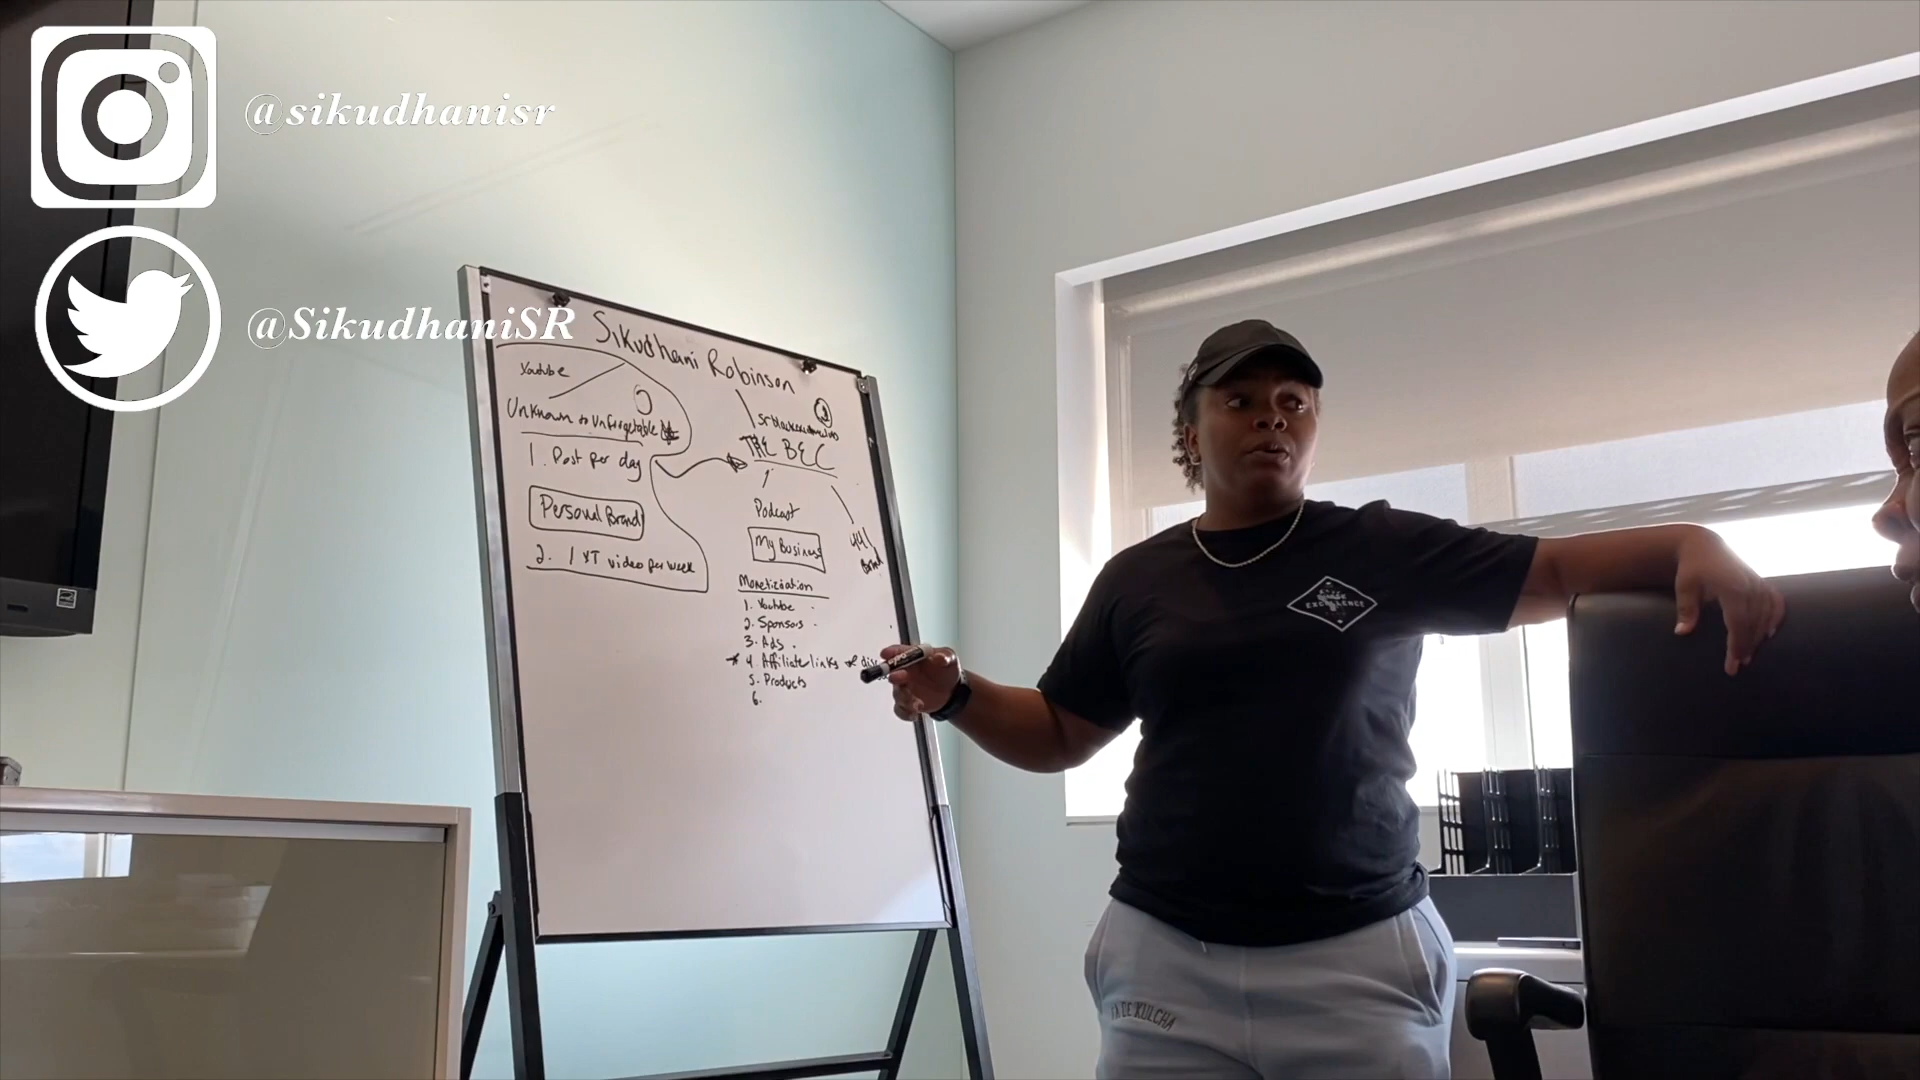 @sikudhanisr
@SikudhaniSR
Sikudhani Robinson
Youtube
Unknown to Unforgettable
1. Post per day
Personal Brand
2. 1 YT video per week
THE BEC
Podcast
My Business
Monetization
1. Youtube
2. Sponsors
3. Ads
4. Affiliate links
5. Products
6.
EXCELLENCE
KULCHA